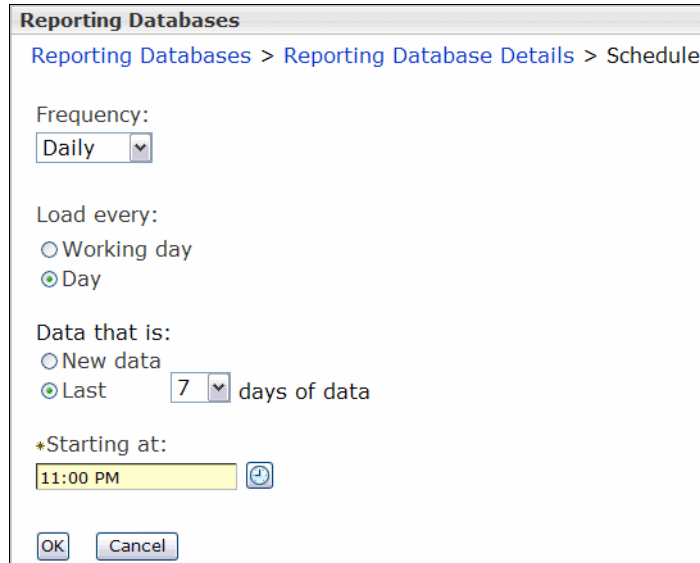 Reporting Databases
Reporting Databases > Reporting Database Details > Schedule
Frequency:
Daily
Load every:
Working day
Day
Data that is:
New data
Last 7 days of data
*Starting at:
11:00 PM
OK Cancel